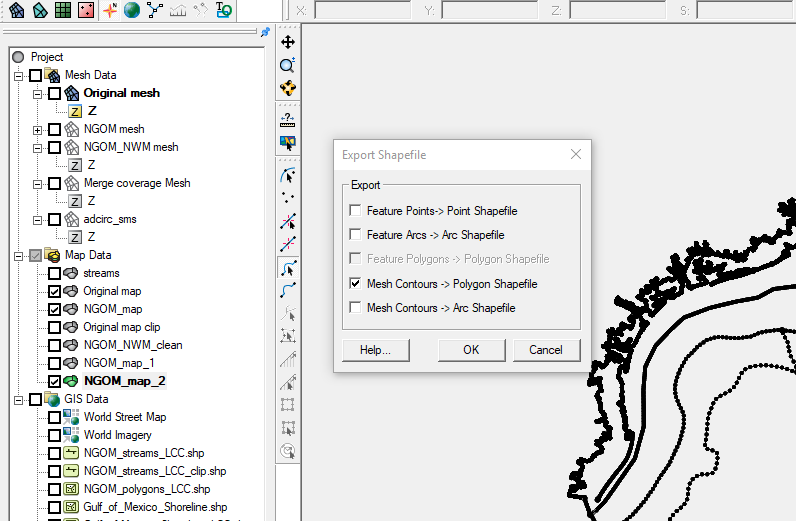 X:
Y:
Z:
S:
Project
Mesh Data
Original mesh
Z
NGOM mesh
NGOM_NWM mesh
Z
Merge coverage Mesh
Z
adcirc_sms
Z
Map Data
streams
Original map
NGOM_map
Original map clip
NGOM_NWM_clean
NGOM_map_1
NGOM_map_2
GIS Data
World Street Map
World Imagery
NGOM_streams_LCC.shp
NGOM_streams_LCC_clip.shp
NGOM_polygons_LCC.shp
Gulf_of_Mexico_Shoreline.shp
Export Shapefile
Export
Feature Points-> Point Shapefile
Feature Arcs -> Arc Shapefile
Feature Polygons -> Polygon Shapefile
Mesh Contours -> Polygon Shapefile
Mesh Contours -> Arc Shapefile
Help...
OK
Cancel